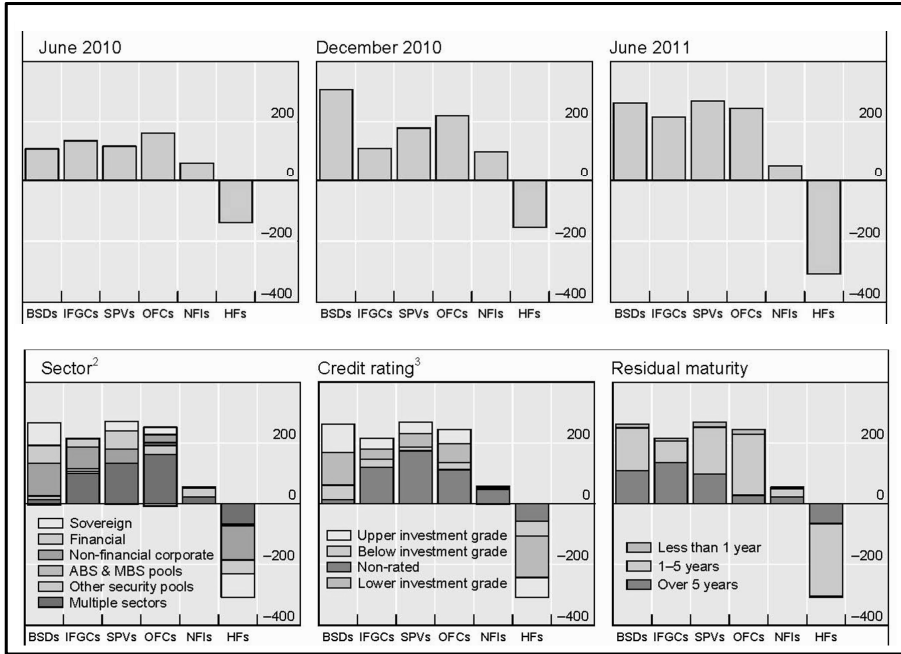 June 2010
December 2010
June 2011
200
0
–200
–400
200
0
–200
–400
200
0
–200
–400
BSDs IFGCs SPVs OFCs NFIs HFs
BSDs IFGCs SPVs OFCs NFIs HFs
BSDs IFGCs SPVs OFCs NFIs HFs
Sector²
Credit rating³
Residual maturity
200
0
–200
–400
Sovereign
Financial
Non-financial corporate
ABS & MBS pools
Other security pools
Multiple sectors
200
0
–200
–400
Upper investment grade
Below investment grade
Non-rated
Lower investment grade
200
0
–200
–400
Less than 1 year
1–5 years
Over 5 years
BSDs IFGCs SPVs OFCs NFIs HFs
BSDs IFGCs SPVs OFCs NFIs HFs
BSDs IFGCs SPVs OFCs NFIs HFs